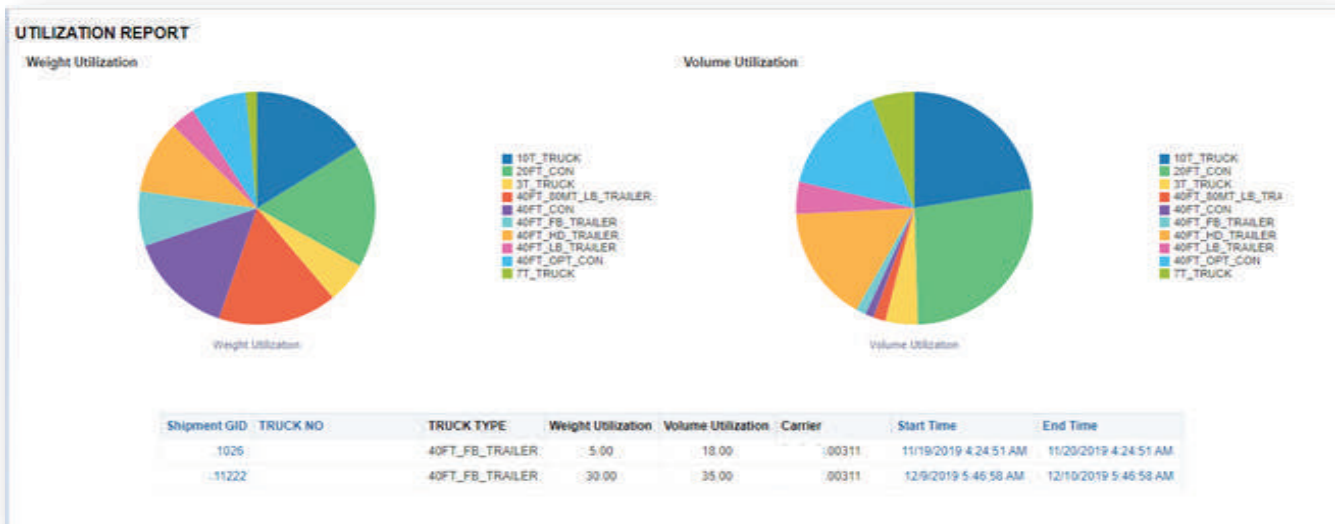 UTILIZATION REPORT
Weight Utilization
10T_TRUCK
20FT_CON
3T_TRUCK
40FT_80MT_LB_TRAILER
40FT_CON
40FT_FB_TRAILER
40FT_HD_TRAILER
40FT_LB_TRAILER
40FT_OPT_CON
7T_TRUCK
Weight Utilization
Volume Utilization
10T_TRUCK
20FT_CON
3T_TRUCK
40FT_80MT_LB_TRA
40FT_CON
40FT_FB_TRAILER
40FT_HD_TRAILER
40FT_LB_TRAILER
40FT_OPT_CON
7T_TRUCK
Volume Utilization
Shipment GID TRUCK NO TRUCK TYPE Weight Utilization Volume Utilization Carrier Start Time End Time
.1026 40FT_FB_TRAILER 5.00 18.00 .00311 11/19/2019 4:24:51 AM 11/20/2019 4:24:51 AM
.11222 40FT_FB_TRAILER 30.00 35.00 .00311 12/9/2019 5:46:58 AM 12/10/2019 5:46:58 AM